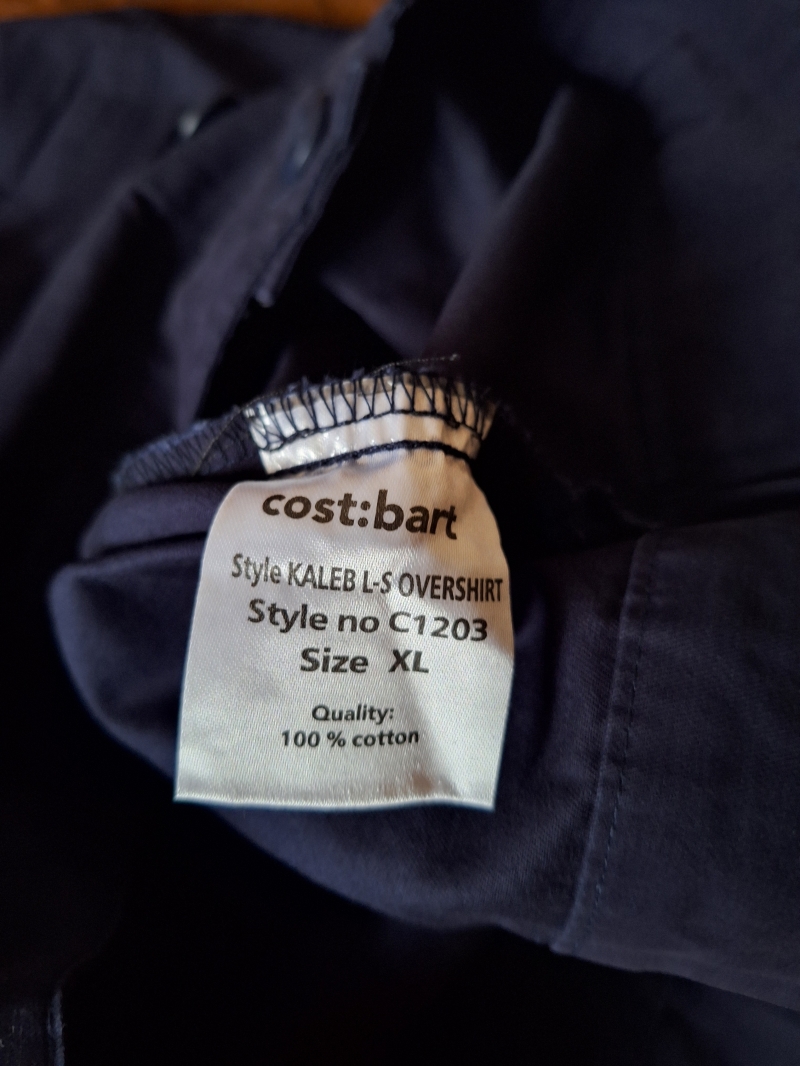 cost:bart
Style KALEB L-S OVERSHIRT
Style no C1203
Size XL
Quality:
100 % cotton